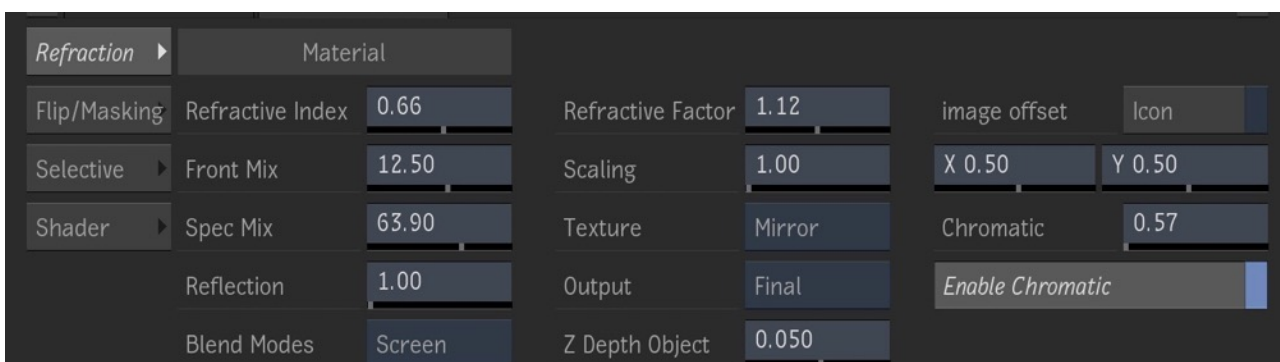 Refraction Material
Flip/Masking Refractive Index 0.66 Refractive Factor 1.12 image offset Icon
Selective Front Mix 12.50 Scaling 1.00 X 0.50 Y 0.50
Shader Spec Mix 63.90 Texture Mirror Chromatic 0.57
Reflection 1.00 Output Final Enable Chromatic
Blend Modes Screen Z Depth Object 0.050